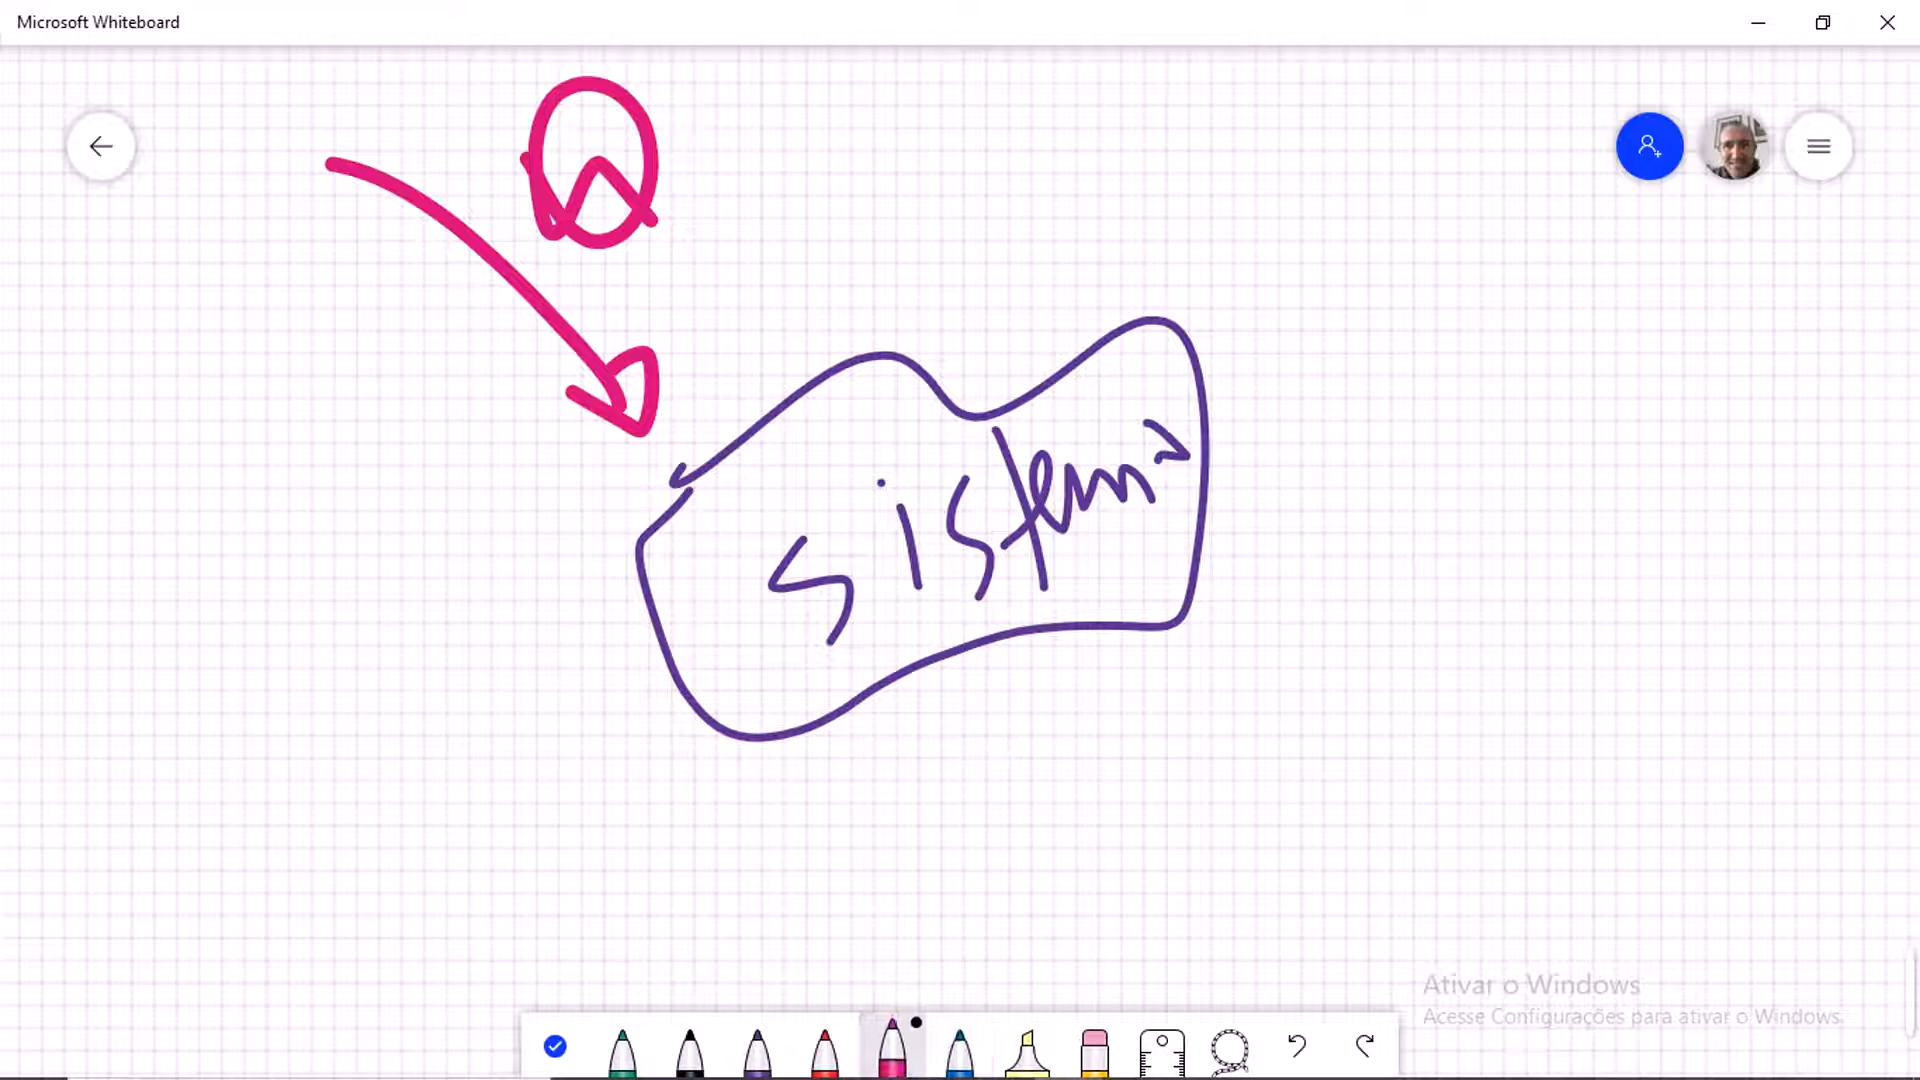 Microsoft Whiteboard
Q
sistema
Ativar o Windows
Acesse Configurações para ativar o Windows.